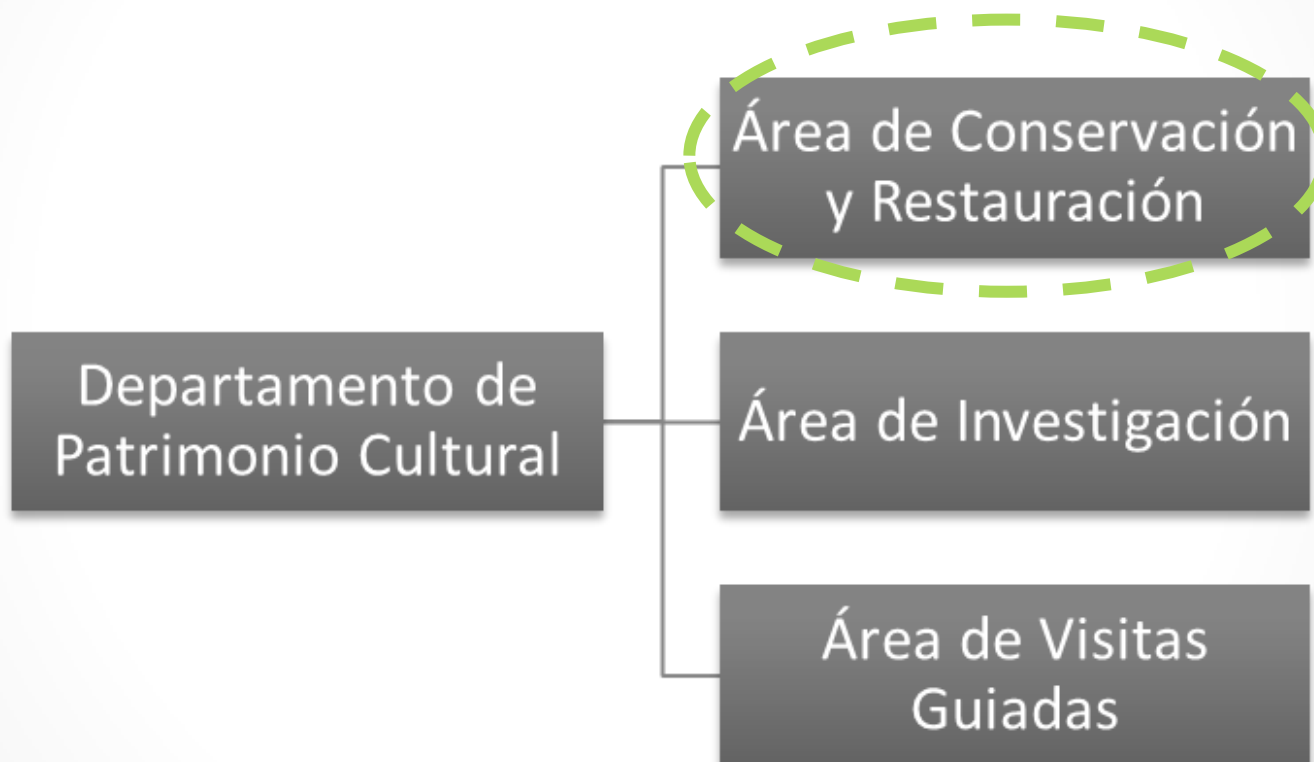 Área de Conservación
y Restauración
Departamento de
Patrimonio Cultural
Área de Investigación
Área de Visitas
Guiadas